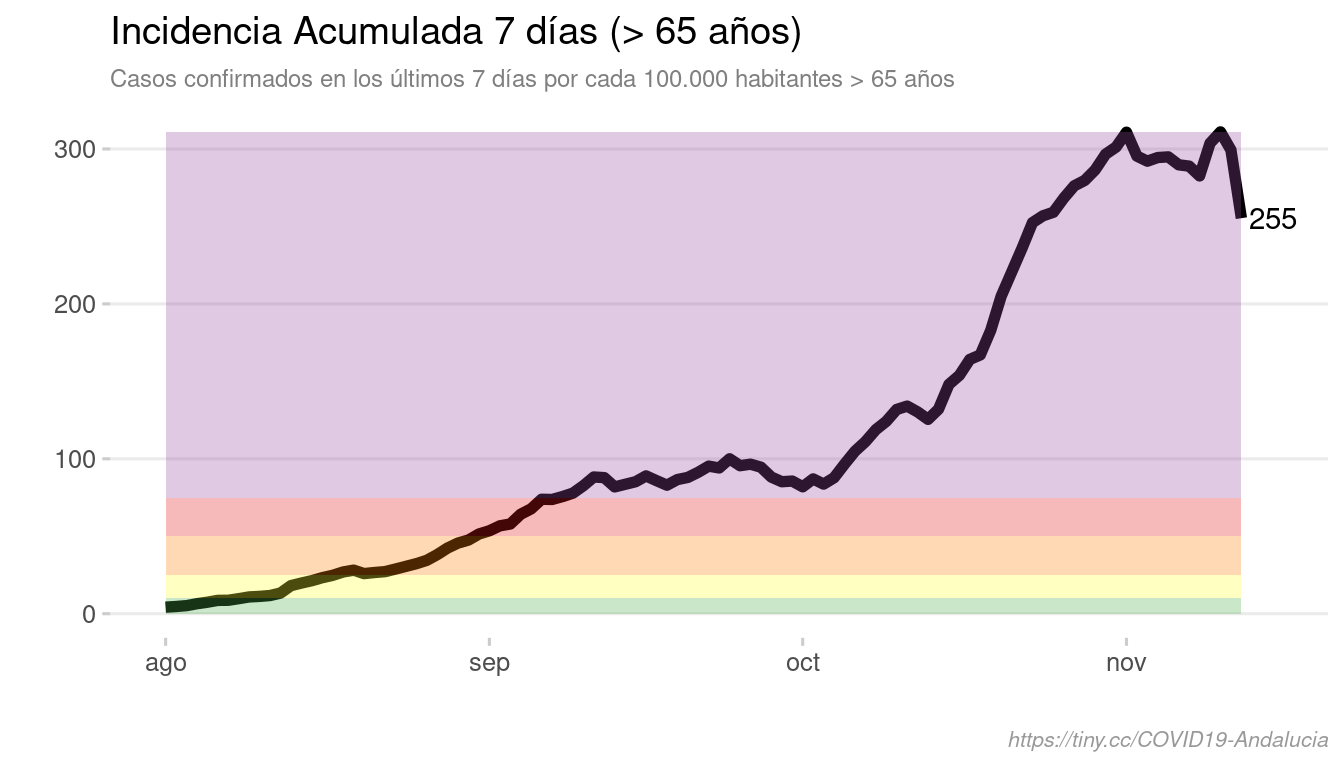 Incidencia Acumulada 7 días (> 65 años)
Casos confirmados en los últimos 7 días por cada 100.000 habitantes > 65 años
300
255
200
100
0
ago sep oct nov
https://tiny.cc/COVID19-Andalucia